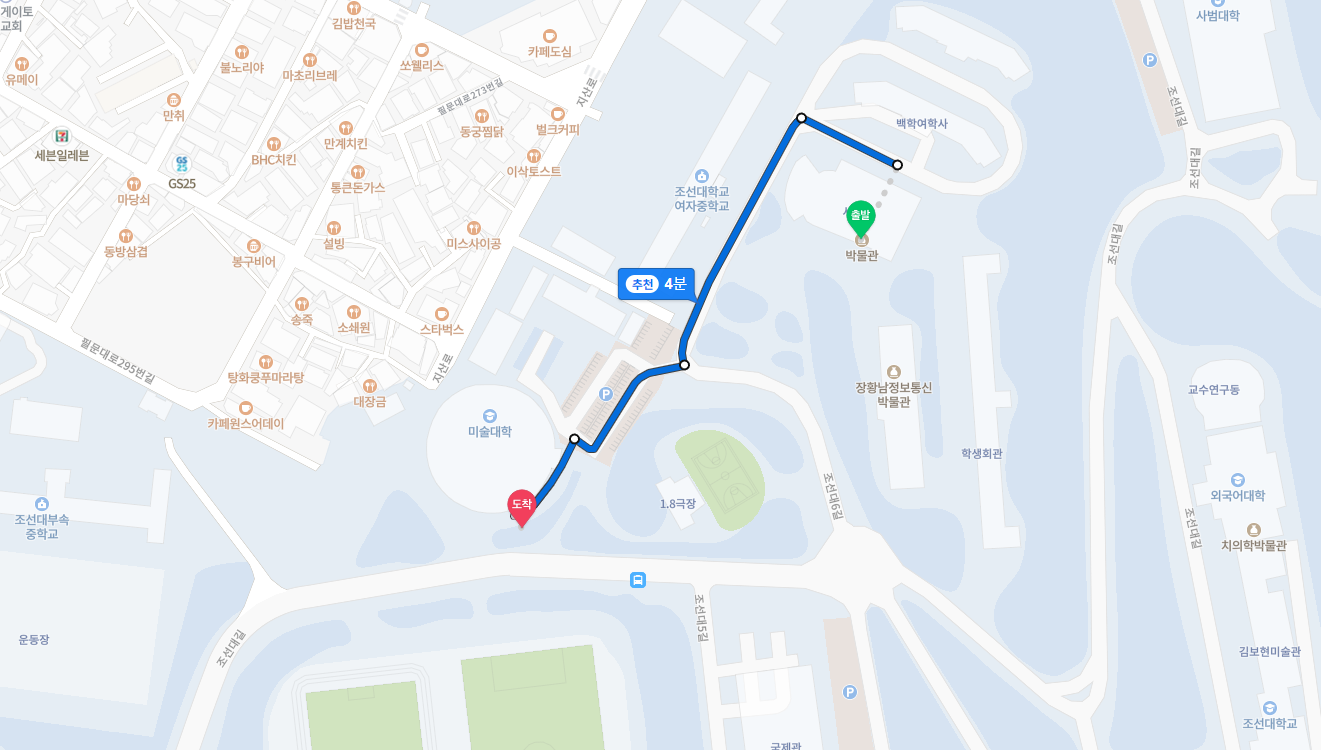 게이토
교회
김밥천국
사범대학
카페도심
쏘웰리스
불노리야
마초리브레
유메이
지산로
월문대로273번길
조선대길
만취
동궁찜닭
벌크커피
백학여학사
만계치킨
세븐일레븐
BHC치킨
이삭토스트
조선대길
GS25
통큰돈가스
마당쇠
조선대학교
여자중학교
출발
설빙
미스사이공
동방삼겹
조선대길
봉구비어
박물관
추천 4분
송죽
소쇄원
스타벅스
필문대로295번길
지산로
탕화쿵푸마라탕
장황남정보통신
박물관
교수연구동
대장금
카페원스어데이
미술대학
학생회관
조선대6길
외국어대학
1.8극장
도착
조선대부속
중학교
조선대길
치의학박물관
조선대5길
운동장
조선대길
김보현미술관
조선대학교
국제관